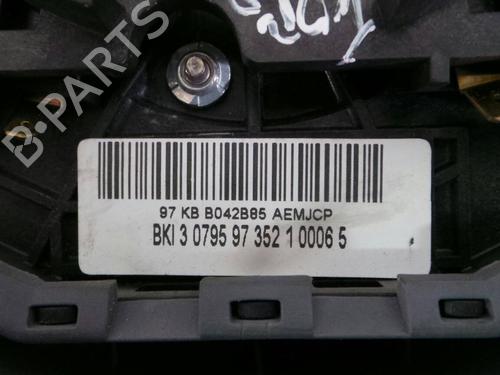 B-PARTS
97 KB B042B85 AEMJCP
BKI 3 0795 97 352 1 0006 5